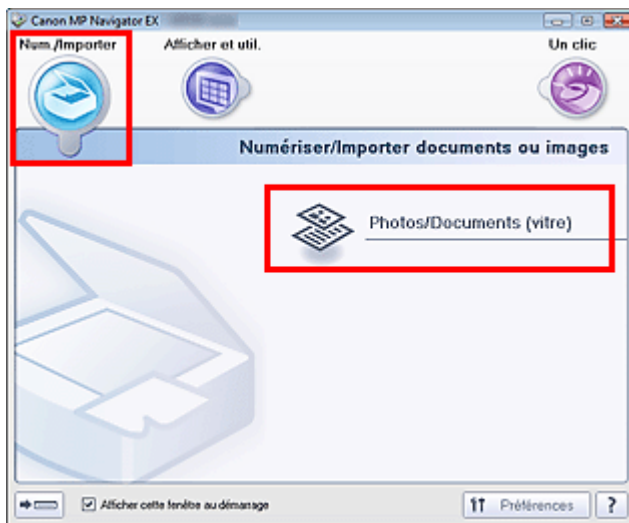 Canon MP Navigator EX
Num./Importer
Afficher et util.
Un clic
Numériser/Importer documents ou images
Photos/Documents (vitre)
Afficher cette fenêtre au démarrage
Préférences
?